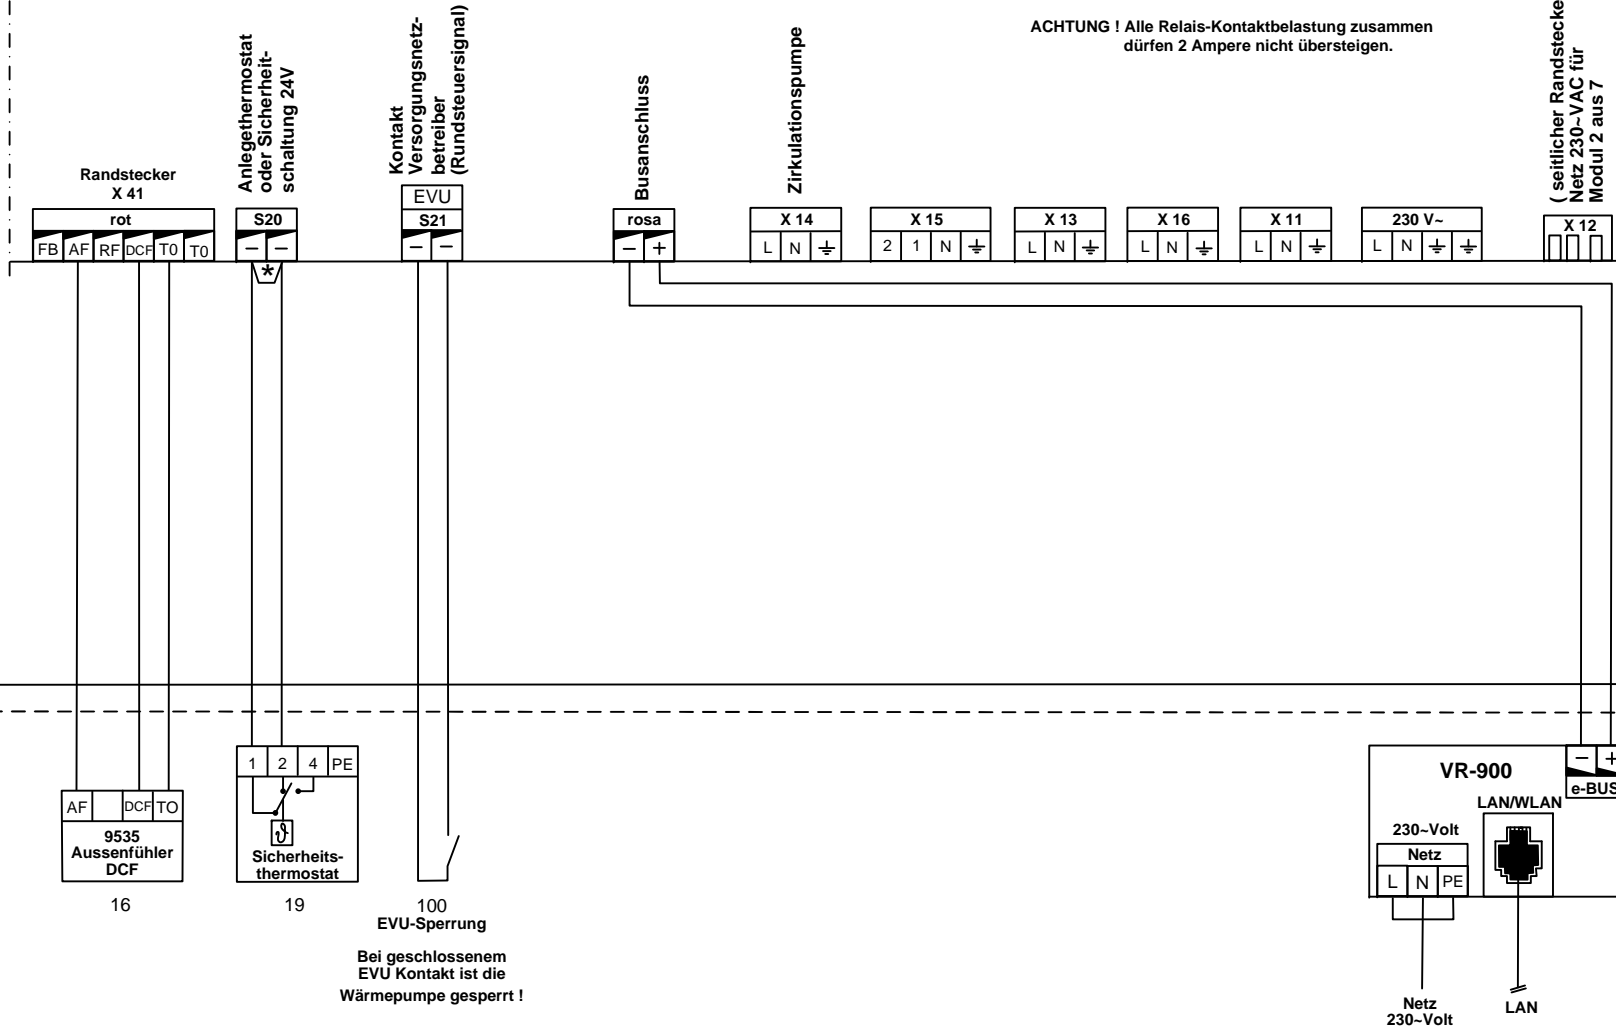 ACHTUNG ! Alle Relais-Kontaktbelastung zusammen
dürfen 2 Ampere nicht übersteigen.
Anlegethermostat
oder Sicherheit-
schaltung 24V
Kontakt
Versorgungsnetz-
betreiber
(Rundsteuersignal)
Busanschluss
Zirkulationspumpe
( seitlicher Randstecker
Netz 230~VAC für
Modul 2 aus 7
Randstecker
X 41
rot
FB AF RF DCF T0 T0
S20
− −
*
EVU
S21
− −
rosa
− +
X 14
L N
X 15
2 1 N
X 13
L N
X 16
L N
X 11
L N
230 V~
L N
X 12
AF DCF TO
9535
Aussenfühler
DCF
16
1 2 4 PE
ϑ
Sicherheits-
thermostat
19
100
EVU-Sperrung
Bei geschlossenem
EVU Kontakt ist die
Wärmepumpe gesperrt !
VR-900
− +
e-BUS
LAN/WLAN
230~Volt
Netz
L N PE
Netz
230~Volt
LAN